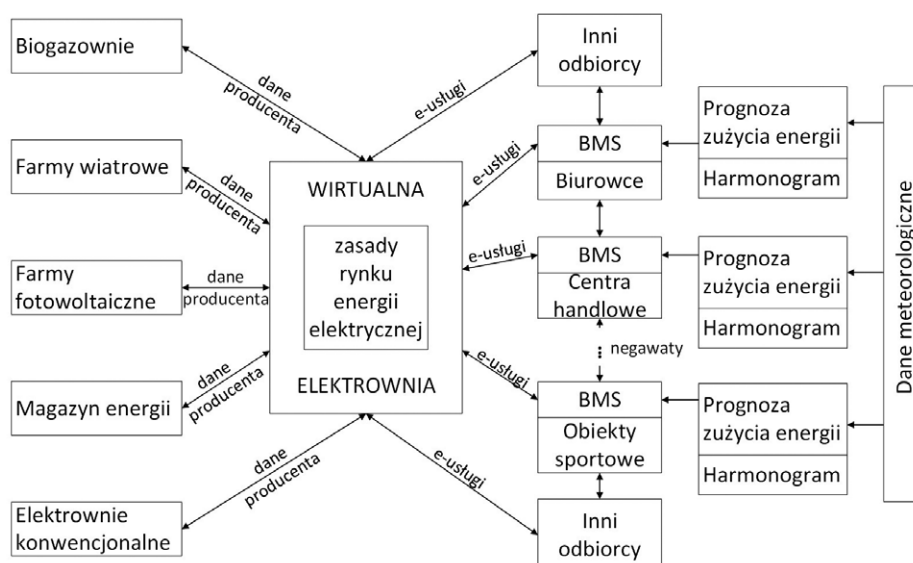 Biogazownie
Farmy wiatrowe
Farmy
fotowoltaiczne
Magazyn energii
Elektrownie
konwencjonalne
dane
producenta
dane
producenta
dane
producenta
dane
producenta
dane
producenta
WIRTUALNA
zasady
rynku
energii
elektrycznej
ELEKTROWNIA
e-usługi
e-usługi
e-usługi
e-usługi
e-usługi
Inni
odbiorcy
BMS
Biurowce
BMS
Centra
handlowe
negawaty
BMS
Obiekty
sportowe
Inni
odbiorcy
Prognoza
zużycia energii
Harmonogram
Prognoza
zużycia energii
Harmonogram
Prognoza
zużycia energii
Harmonogram
Dane meteorologiczne